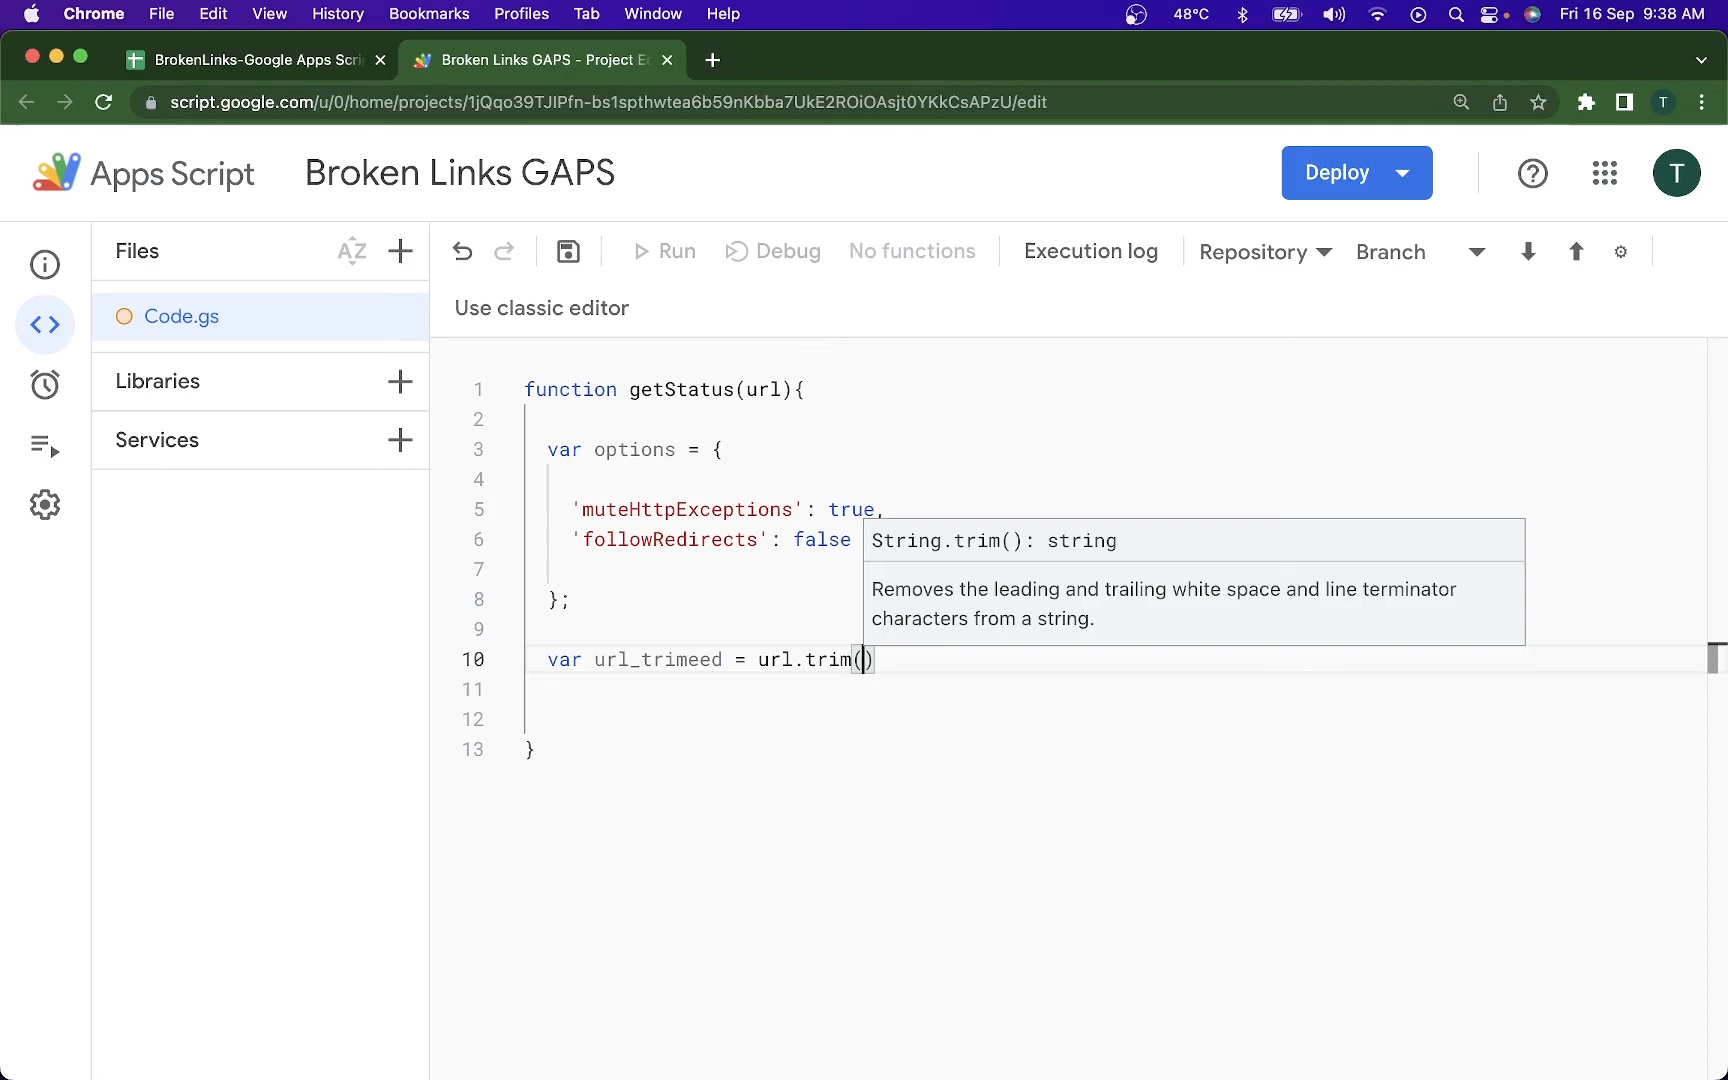 Chrome File Edit View History Bookmarks Profiles Tab Window Help 48°C Fri 16 Sep 9:38 AM
BrokenLinks-Google Apps Scri Broken Links GAPS - Project E
script.google.com/u/0/home/projects/1jQqo39TJIPfn-bs1spthwtea6b59nKbba7UkE2ROiOAsjt0YKkCsAPzU/edit T
Apps Script Broken Links GAPS Deploy T
Files AZ Run Debug No functions Execution log Repository Branch
Use classic editor
Code.gs
Libraries
Services
1 function getStatus(url){
2
3 var options = {
4
5 'muteHttpExceptions': true,
6 'followRedirects': false
String.trim(): string
7
Removes the leading and trailing white space and line terminator
characters from a string.
8 };
9
10 var url_trimeed = url.trim()
11
12
13 }